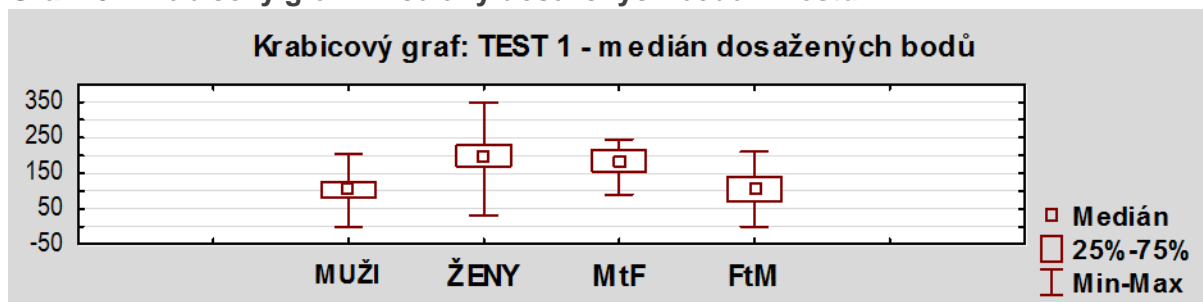 Krabicový graf: TEST 1 - medián dosažených bodů
350
250
150
50
-50
MUŽI ŽENY MtF FtM
Medián
25%-75%
Min-Max